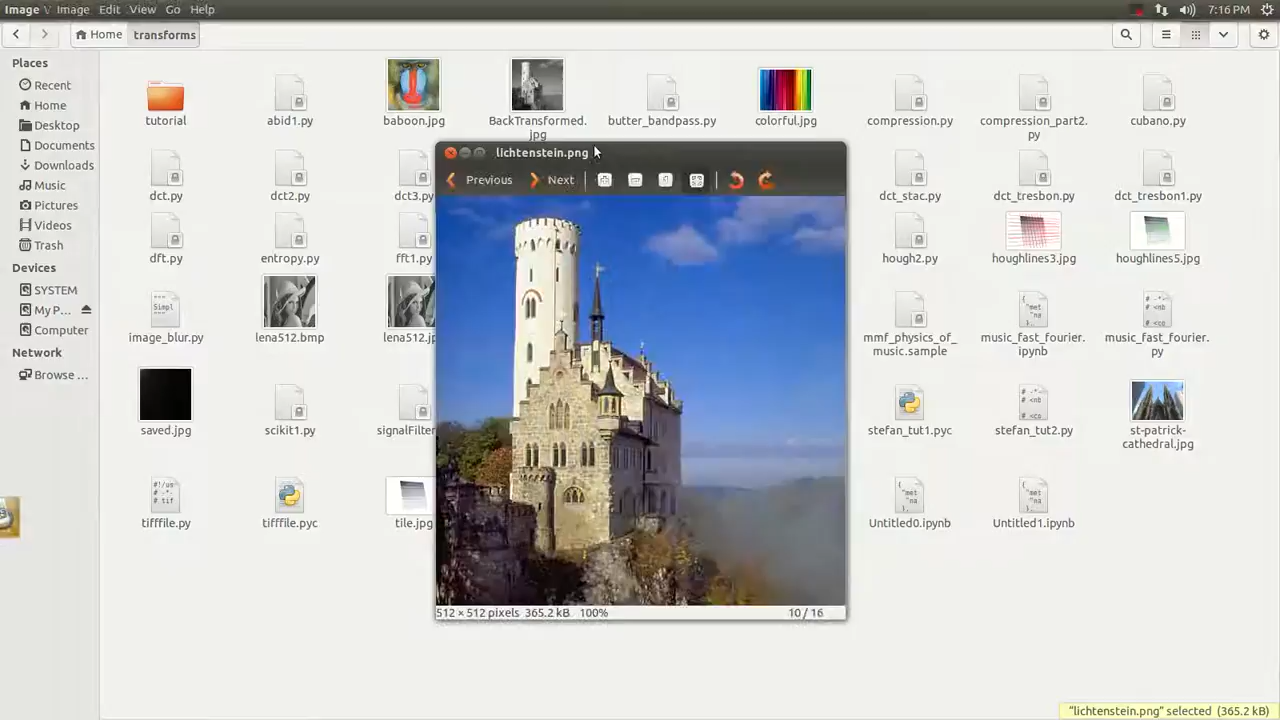 Image Image Edit View Go Help 7:16 PM
Home transforms
Places
Recent
Home
Desktop
Documents
Downloads
Music
Pictures
Videos
Trash
Devices
SYSTEM
My P...
Computer
Network
Browse ...
tutorial abid1.py baboon.jpg BackTransformed.jpg butter_bandpass.py colorful.jpg compression.py compression_part2.py cubano.py
dct.py dct2.py dct3.py dct_stac.py dct_tresbon.py dct_tresbon1.py
dft.py entropy.py fft1.py hough2.py houghlines3.jpg houghlines5.jpg
image_blur.py lena512.bmp lena512.jp mmf_physics_of_music.sample music_fast_fourier.ipynb music_fast_fourier.py
saved.jpg scikit1.py signalFilter stefan_tut1.pyc stefan_tut2.py st-patrick-cathedral.jpg
tifffile.py tifffile.pyc tile.jpg Untitled0.ipynb Untitled1.ipynb
lichtenstein.png
Previous Next
512 × 512 pixels 365.2 kB 100% 10 / 16
"lichtenstein.png" selected (365.2 kB)